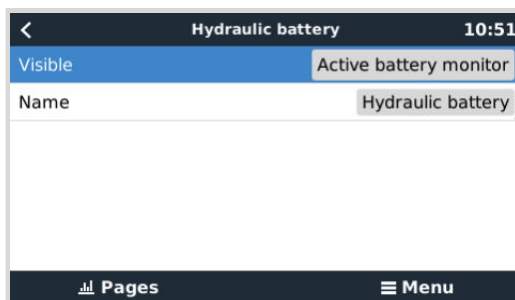 Hydraulic battery 10:51
Visible Active battery monitor
Name Hydraulic battery
Pages Menu